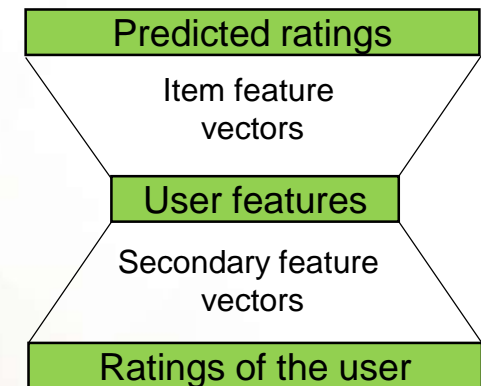 Predicted ratings
Item feature
vectors
User features
Secondary feature
vectors
Ratings of the user